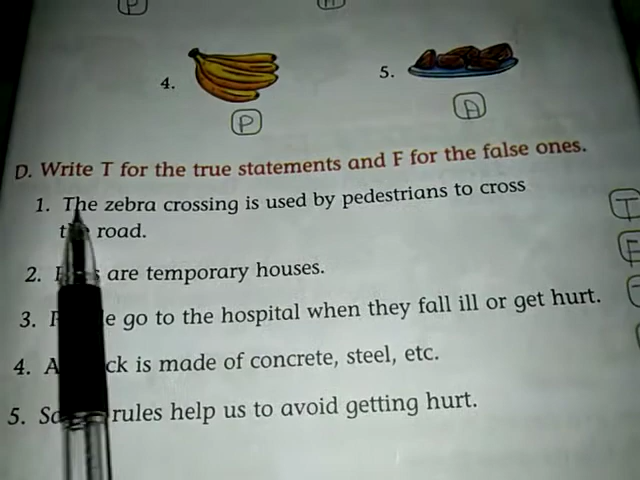 4.
5.
P
A
D. Write T for the true statements and F for the false ones.
1. The zebra crossing is used by pedestrians to cross
road.
T
2. are temporary houses.
3. go to the hospital when they fall ill or get hurt.
4. is made of concrete, steel, etc.
5. rules help us to avoid getting hurt.